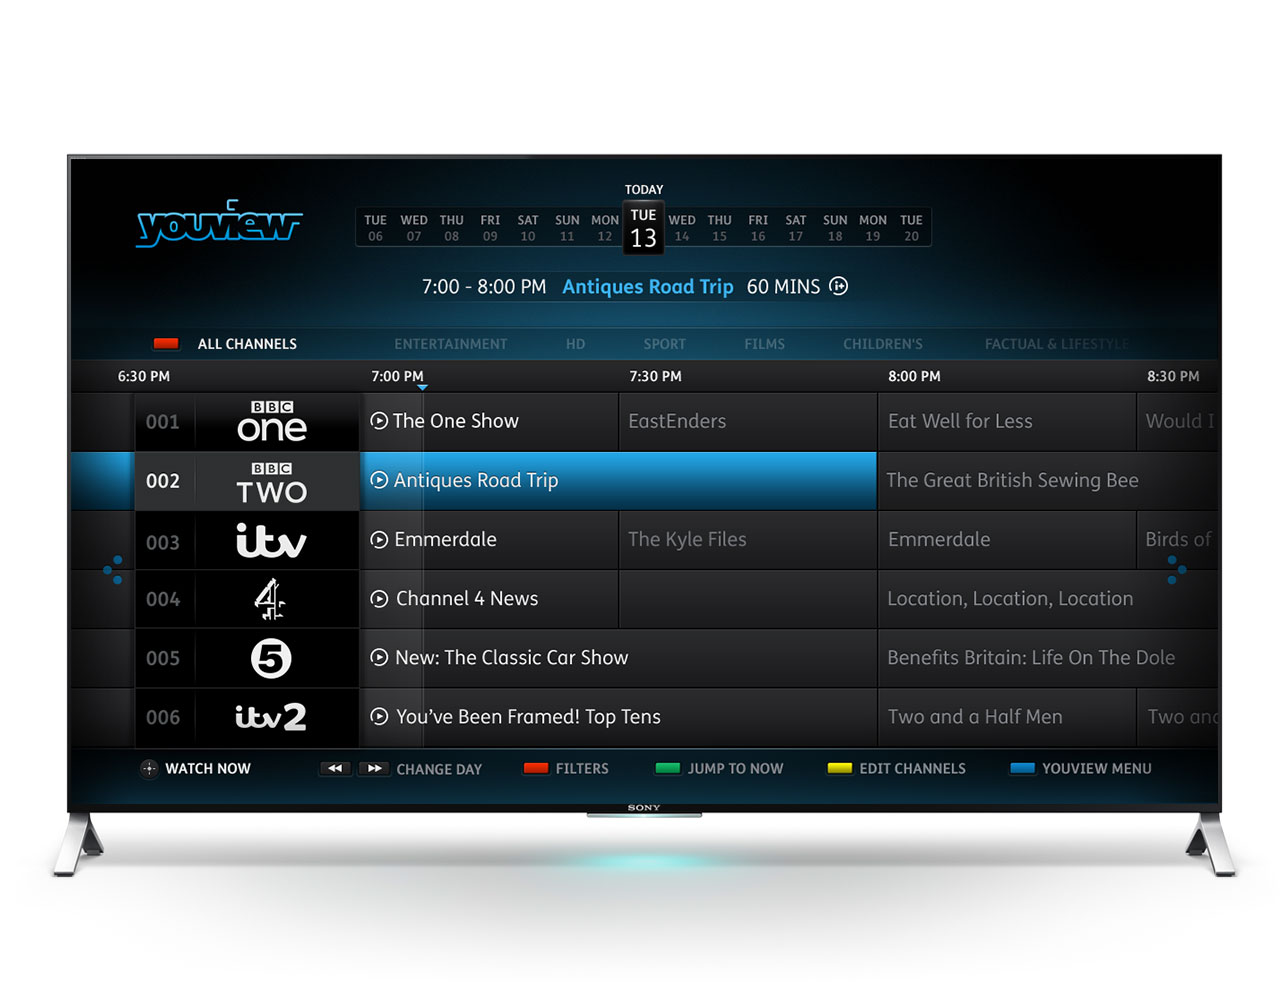 TODAY
TUE WED THU FRI SAT SUN MON TUE WED THU FRI SAT SUN MON TUE
06 07 08 09 10 11 12 13 14 15 16 17 18 19 20
youview
7:00 - 8:00 PM Antiques Road Trip 60 MINS
ALL CHANNELS ENTERTAINMENT HD SPORT FILMS CHILDREN'S FACTUAL & LIFESTYLE
6:30 PM 7:00 PM 7:30 PM 8:00 PM 8:30 PM
001 BBC one The One Show EastEnders Eat Well for Less Would I
002 BBC TWO Antiques Road Trip The Great British Sewing Bee
003 itv Emmerdale The Kyle Files Emmerdale Birds of
004 4 Channel 4 News Location, Location, Location
005 5 New: The Classic Car Show Benefits Britain: Life On The Dole
006 itv2 You've Been Framed! Top Tens Two and a Half Men Two and
WATCH NOW CHANGE DAY FILTERS JUMP TO NOW EDIT CHANNELS YOUVIEW MENU
SONY